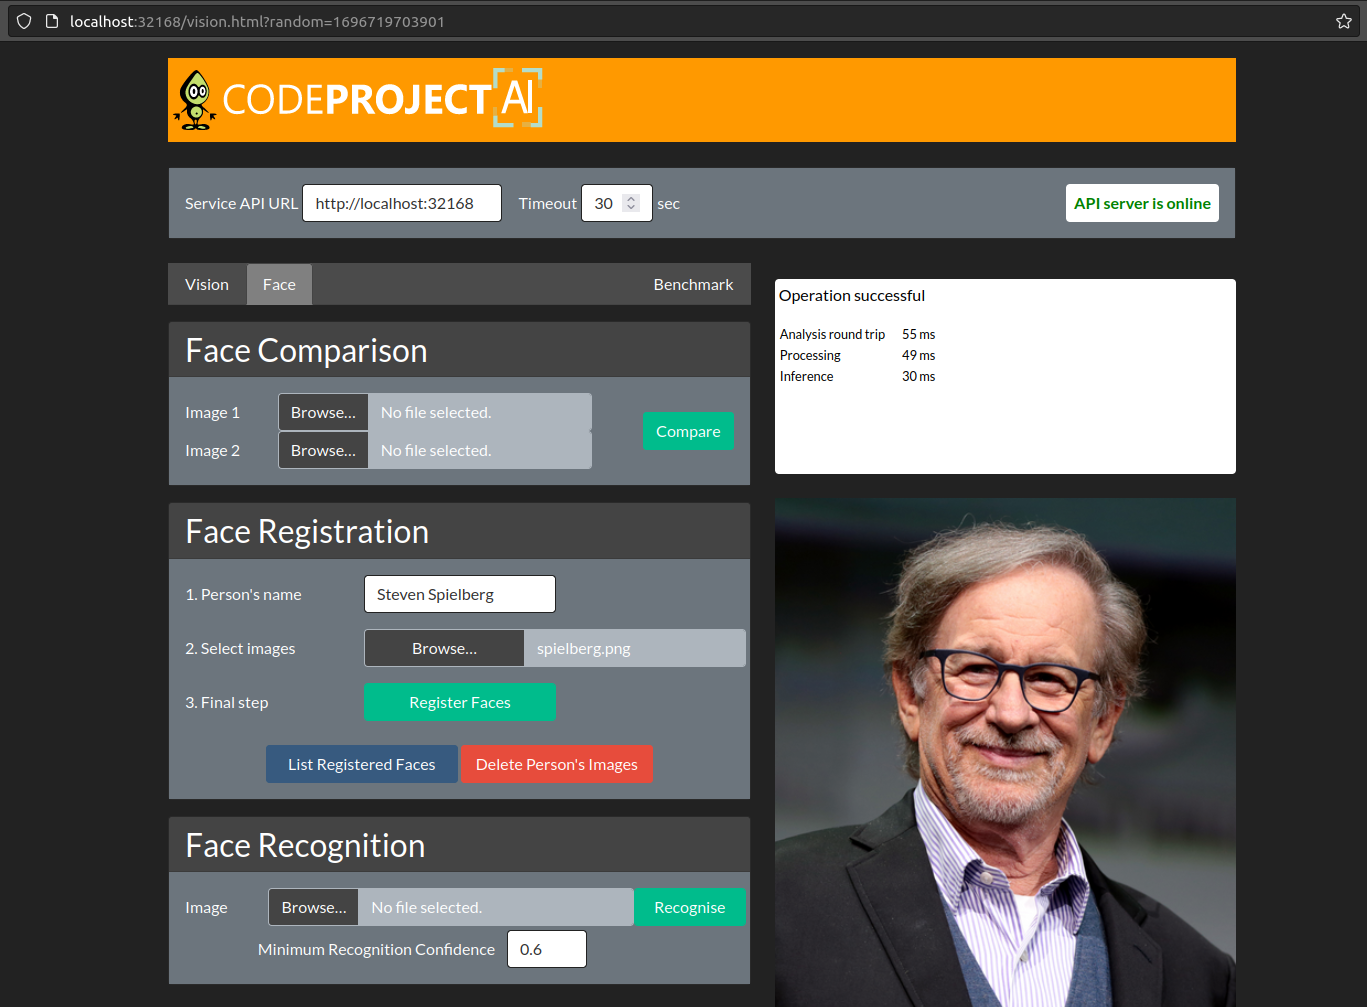 localhost:32168/vision.html?random=1696719703901
CODEPROJECT AI
Service API URL http://localhost:32168 Timeout 30 sec API server is online
Vision Face Benchmark
Face Comparison
Image 1 Browse... No file selected.
Image 2 Browse... No file selected.
Compare
Face Registration
1. Person's name Steven Spielberg
2. Select images Browse... spielberg.png
3. Final step Register Faces
List Registered Faces Delete Person's Images
Face Recognition
Image Browse... No file selected. Recognise
Minimum Recognition Confidence 0.6
Operation successful
Analysis round trip 55 ms
Processing 49 ms
Inference 30 ms